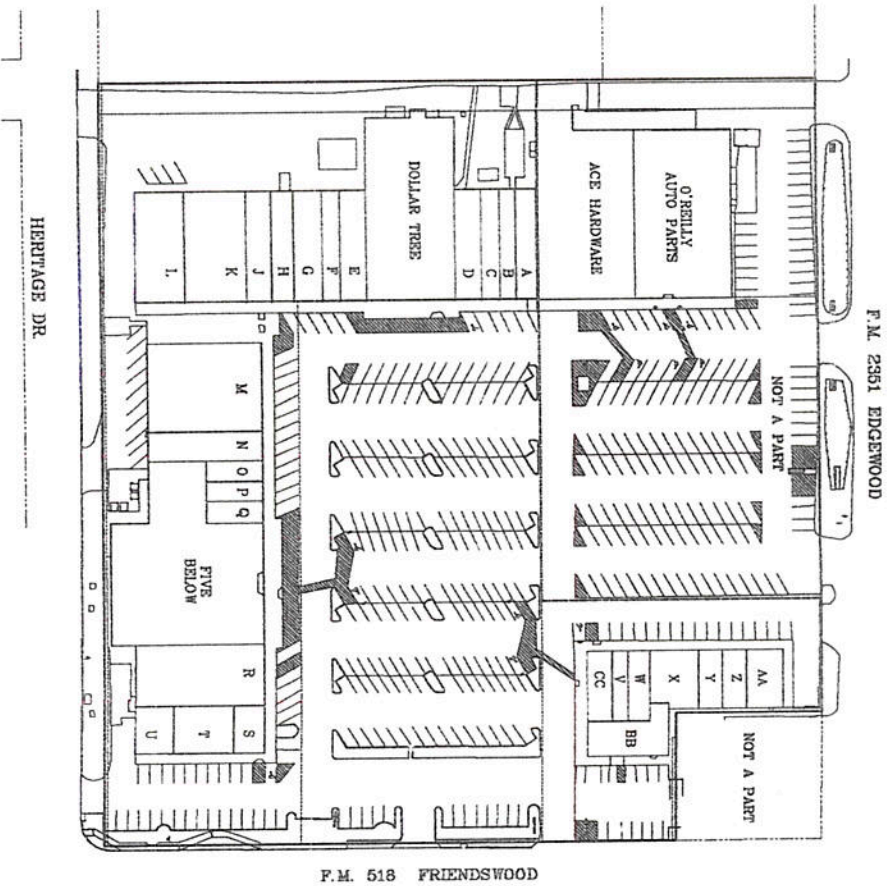 F.M. 2351 EDGEWOOD
HERITAGE DR.
O'REILLY
AUTO PARTS
ACE HARDWARE
DOLLAR TREE
A
B
C
D
E
F
G
H
J
K
L
NOT A PART
M
N
O
P
Q
FIVE
BELOW
R
S
T
U
AA
Z
Y
X
W
V
CC
BB
NOT A PART
F.M. 518 FRIENDSWOOD